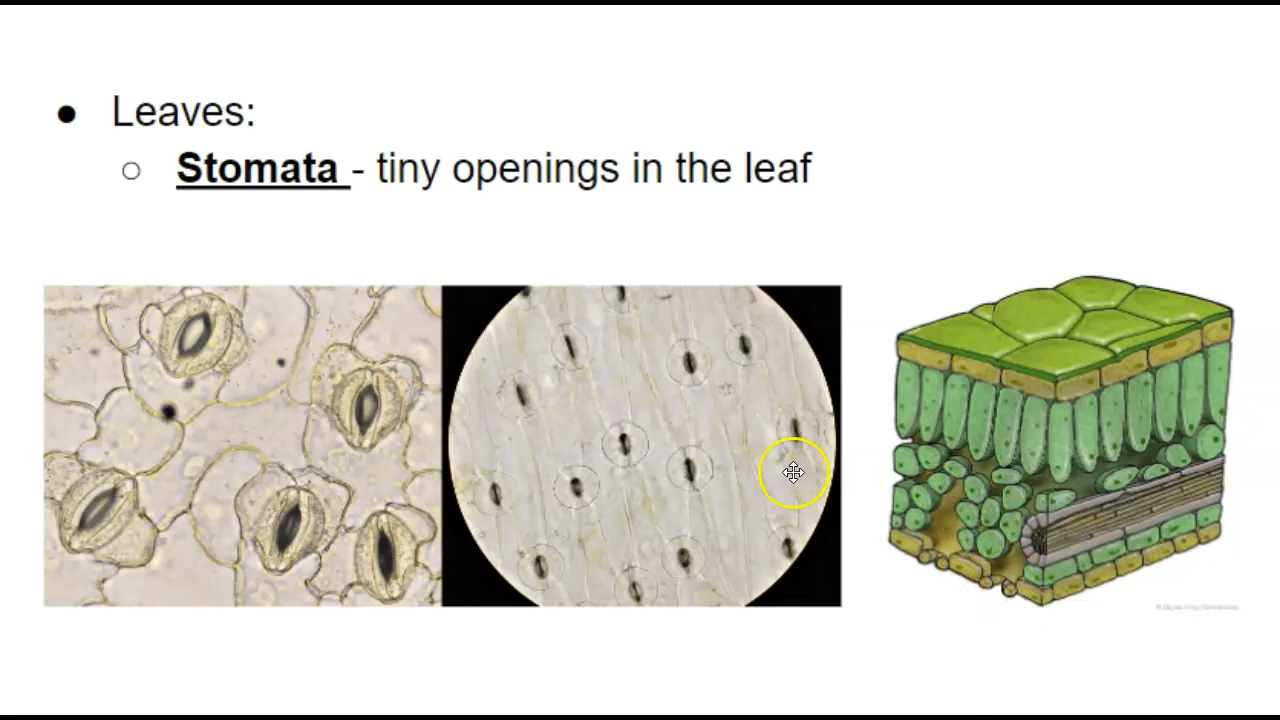 ● Leaves:
○ Stomata - tiny openings in the leaf